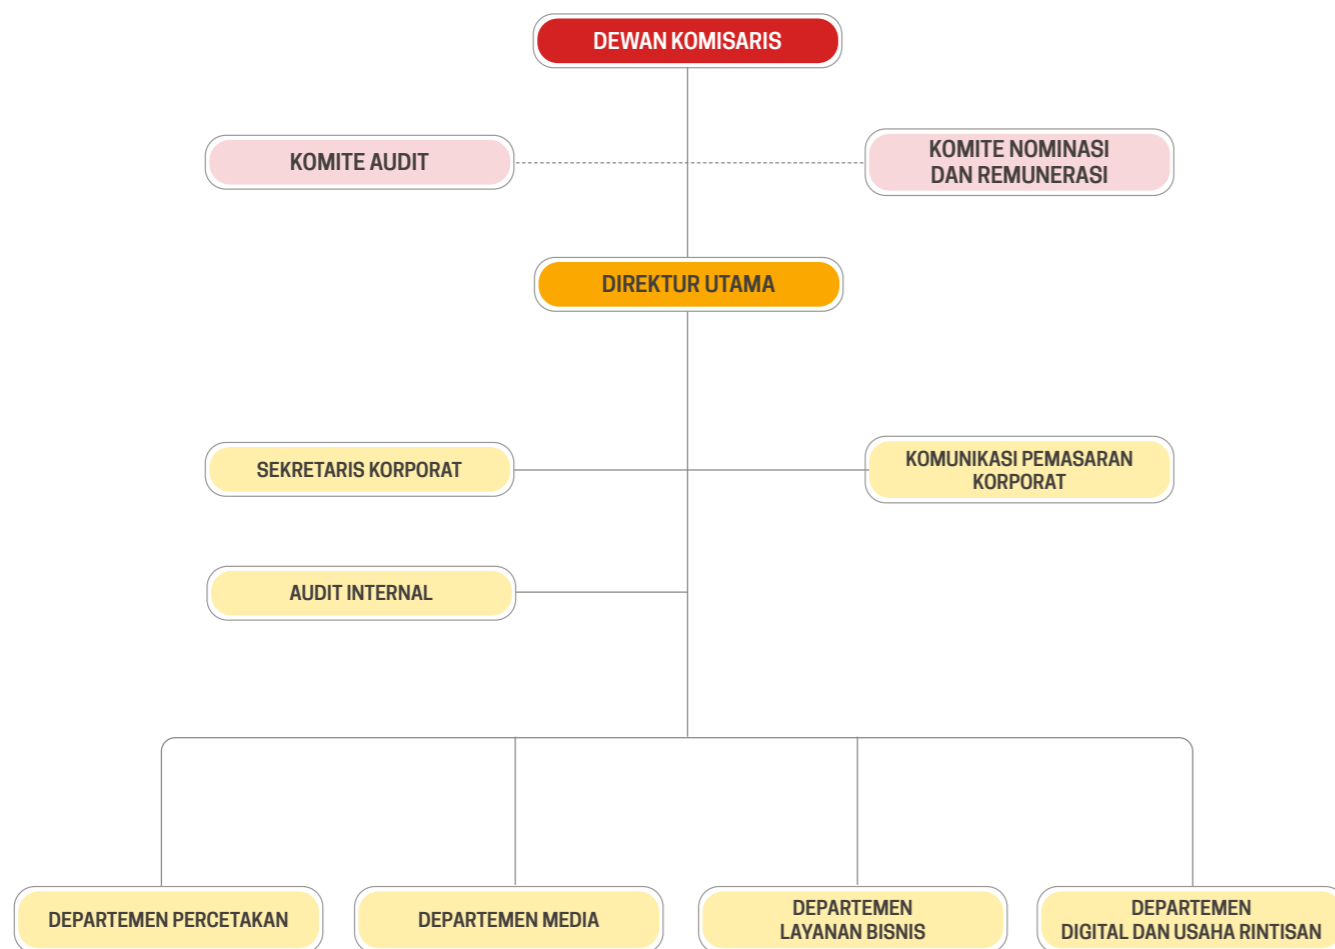 DEWAN KOMISARIS
KOMITE AUDIT
KOMITE NOMINASI
DAN REMUNERASI
DIREKTUR UTAMA
SEKRETARIS KORPORAT
KOMUNIKASI PEMASARAN
KORPORAT
AUDIT INTERNAL
DEPARTEMEN PERCETAKAN
DEPARTEMEN MEDIA
DEPARTEMEN
LAYANAN BISNIS
DEPARTEMEN
DIGITAL DAN USAHA RINTISAN